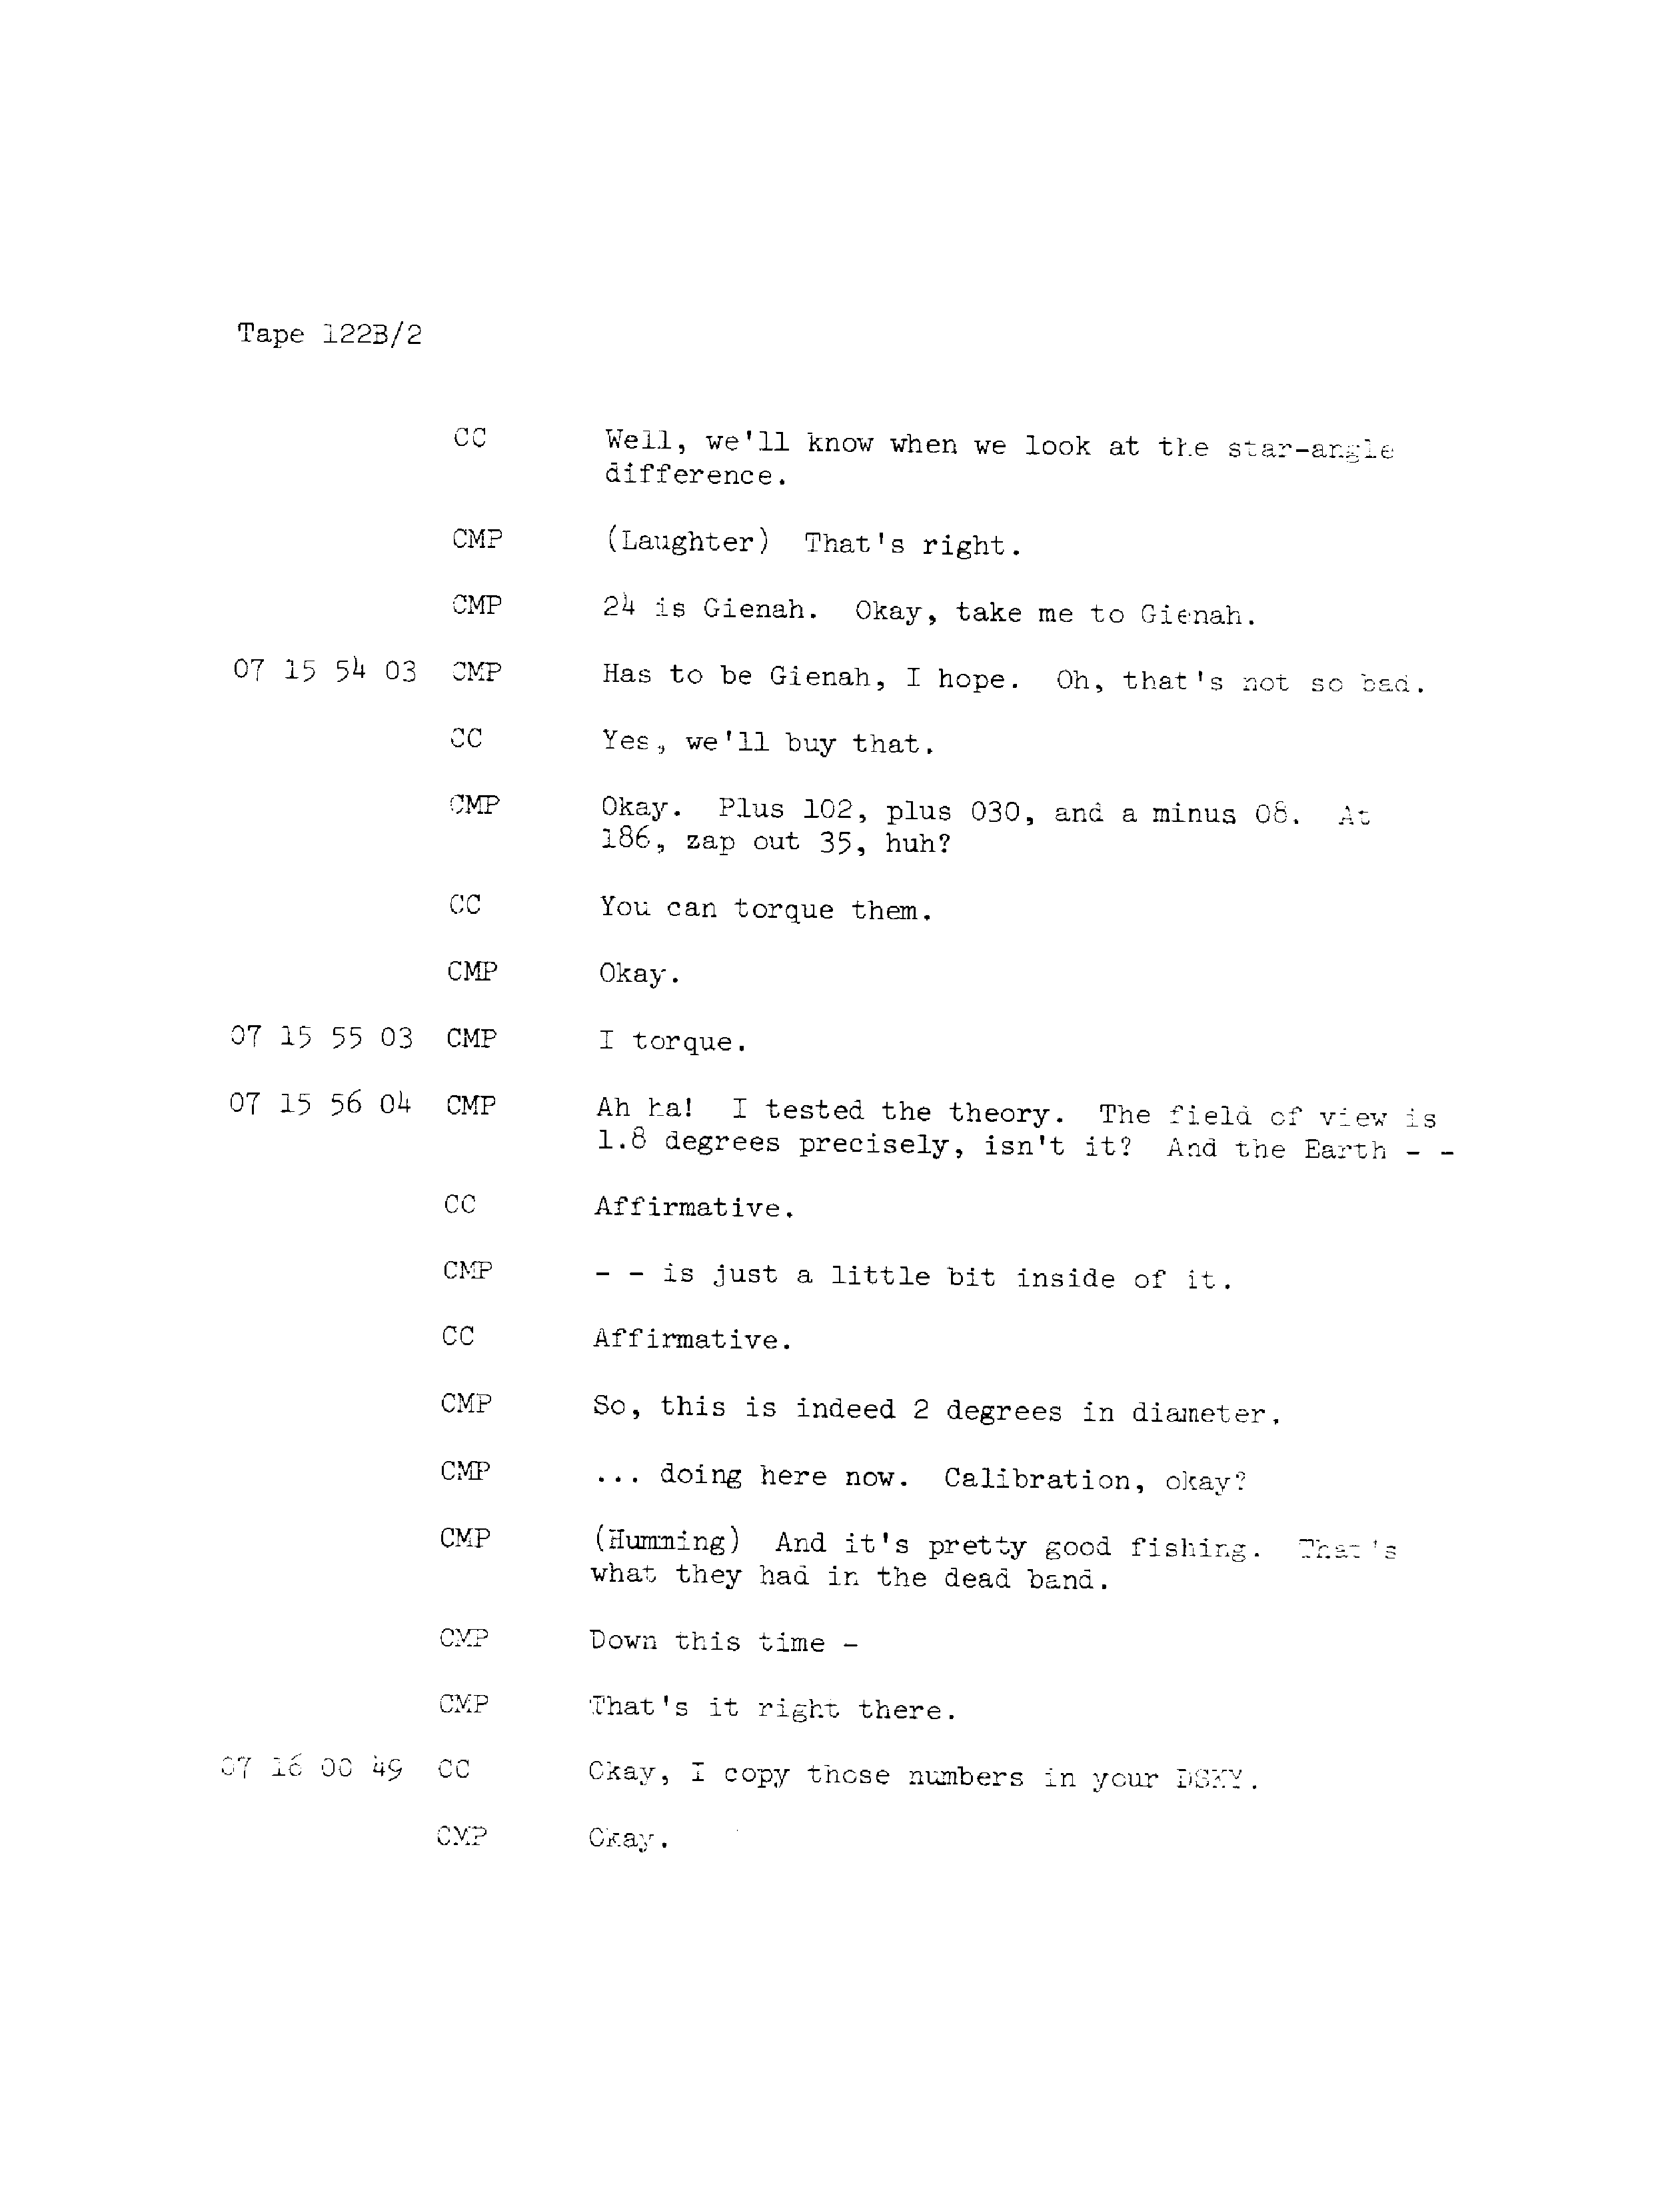 Tape 122B/2
CC Well, we'll know when we look at the star-angle
difference.
CMP (Laughter) That's right.
CMP 24 is Gienah. Okay, take me to Gienah.
07 15 54 03 CMP Has to be Gienah, I hope. Oh, that's not so bad.
CC Yes, we'll buy that.
CMP Okay. Plus 102, plus 030, and a minus 08. At
186, zap out 35, huh?
CC You can torque them.
CMP Okay.
07 15 55 03 CMP I torque.
07 15 56 04 CMP Ah ha! I tested the theory. The field of view is
1.8 degrees precisely, isn't it? And the Earth - -
CC Affirmative.
CMP - - is just a little bit inside of it.
CC Affirmative.
CMP So, this is indeed 2 degrees in diameter.
CMP ... doing here now. Calibration, okay?
CMP (Humming) And it's pretty good fishing. That's
what they had in the dead band.
CMP Down this time -
CMP That's it right there.
07 16 00 49 CC Okay, I copy those numbers in your DSKY.
CMP Okay.